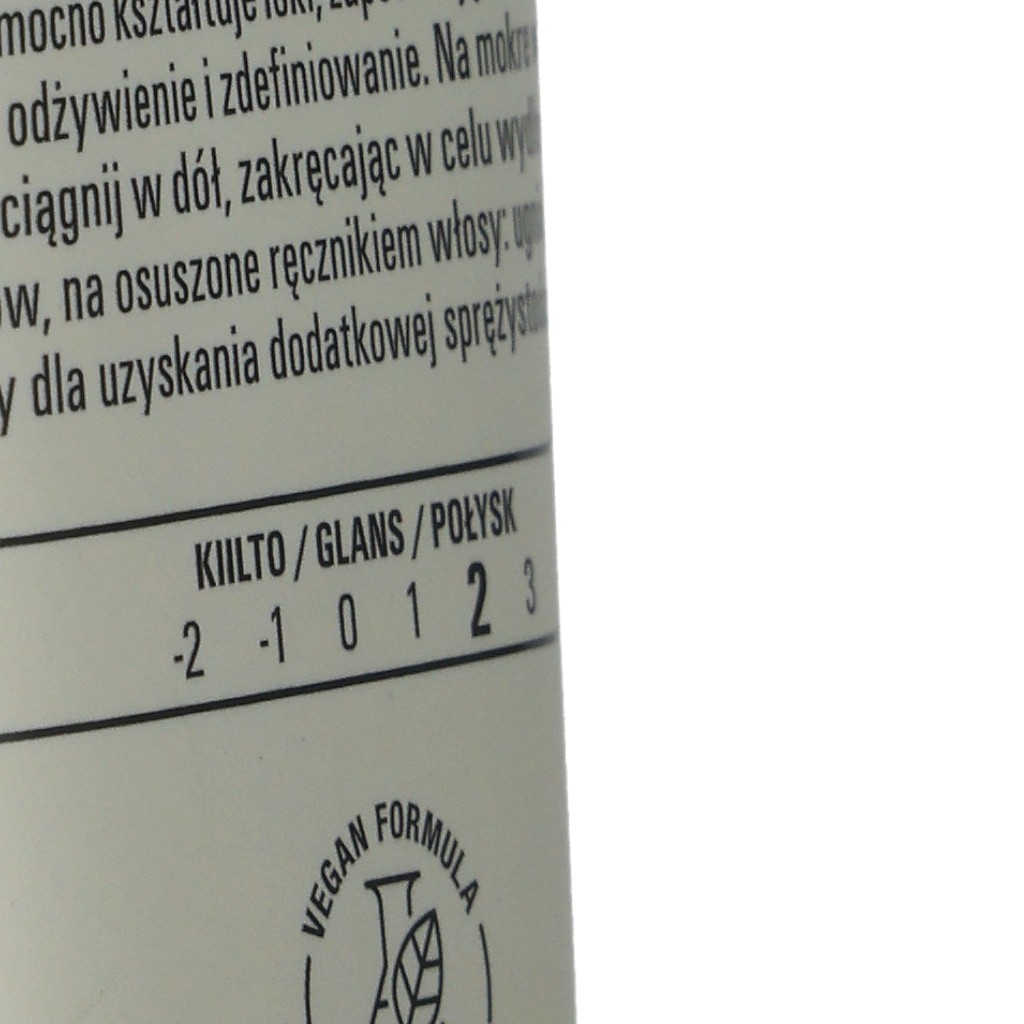 mocno kształtuje loki,
odżywienie i zdefiniowanie. Na mokre
ciągnij w dół, zakręcając w celu
na osuszone ręcznikiem włosy:
dla uzyskania dodatkowej
KIILTO / GLANS / POŁYSK
-2 -1 0 1 2 3
VEGAN FORMULA